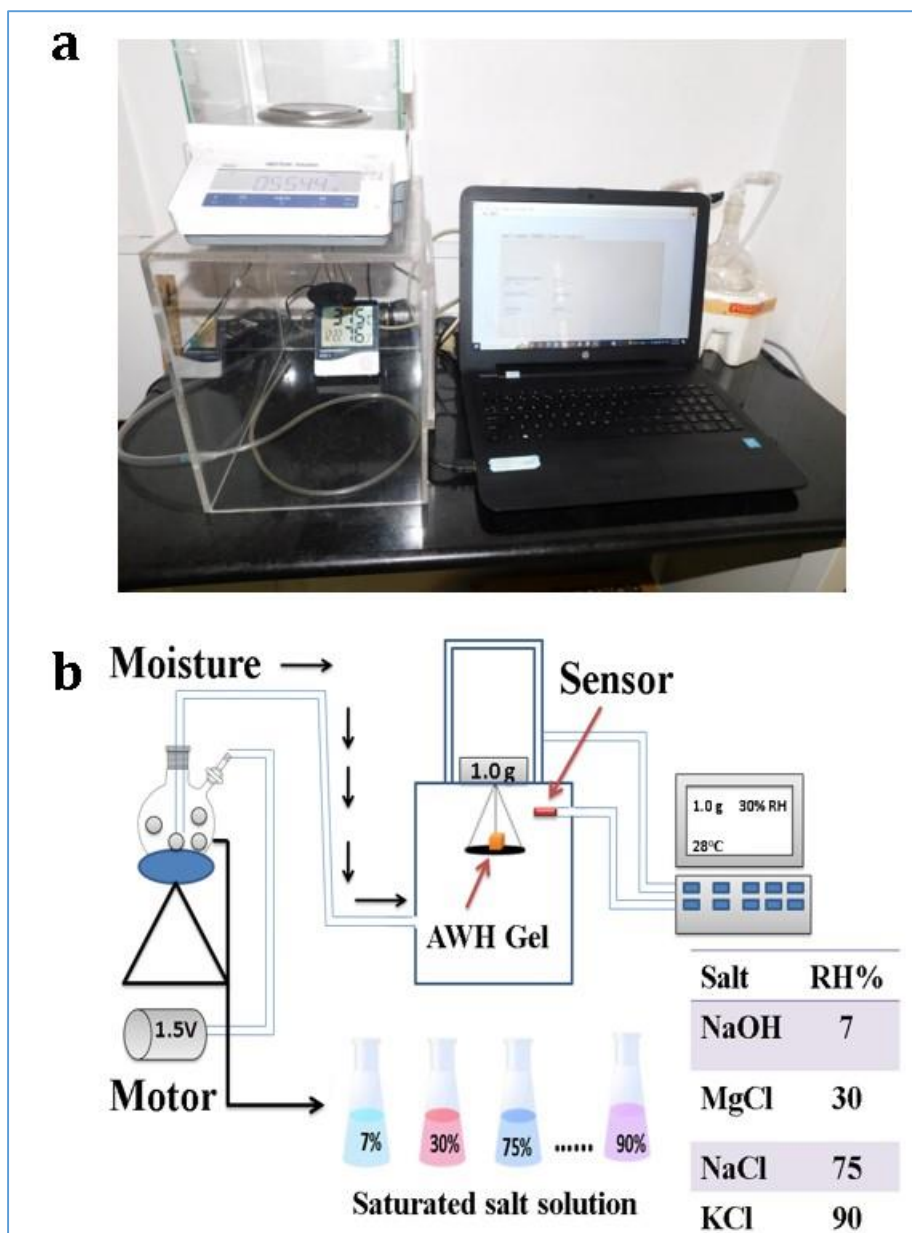 a
05544
b
Moisture
Sensor
1.0 g
1.0 g 30% RH
28°C
AWH Gel
1.5V
Motor
7% 30% 75% ...... 90%
Saturated salt solution
Salt RH%
NaOH 7
MgCl 30
NaCl 75
KCl 90